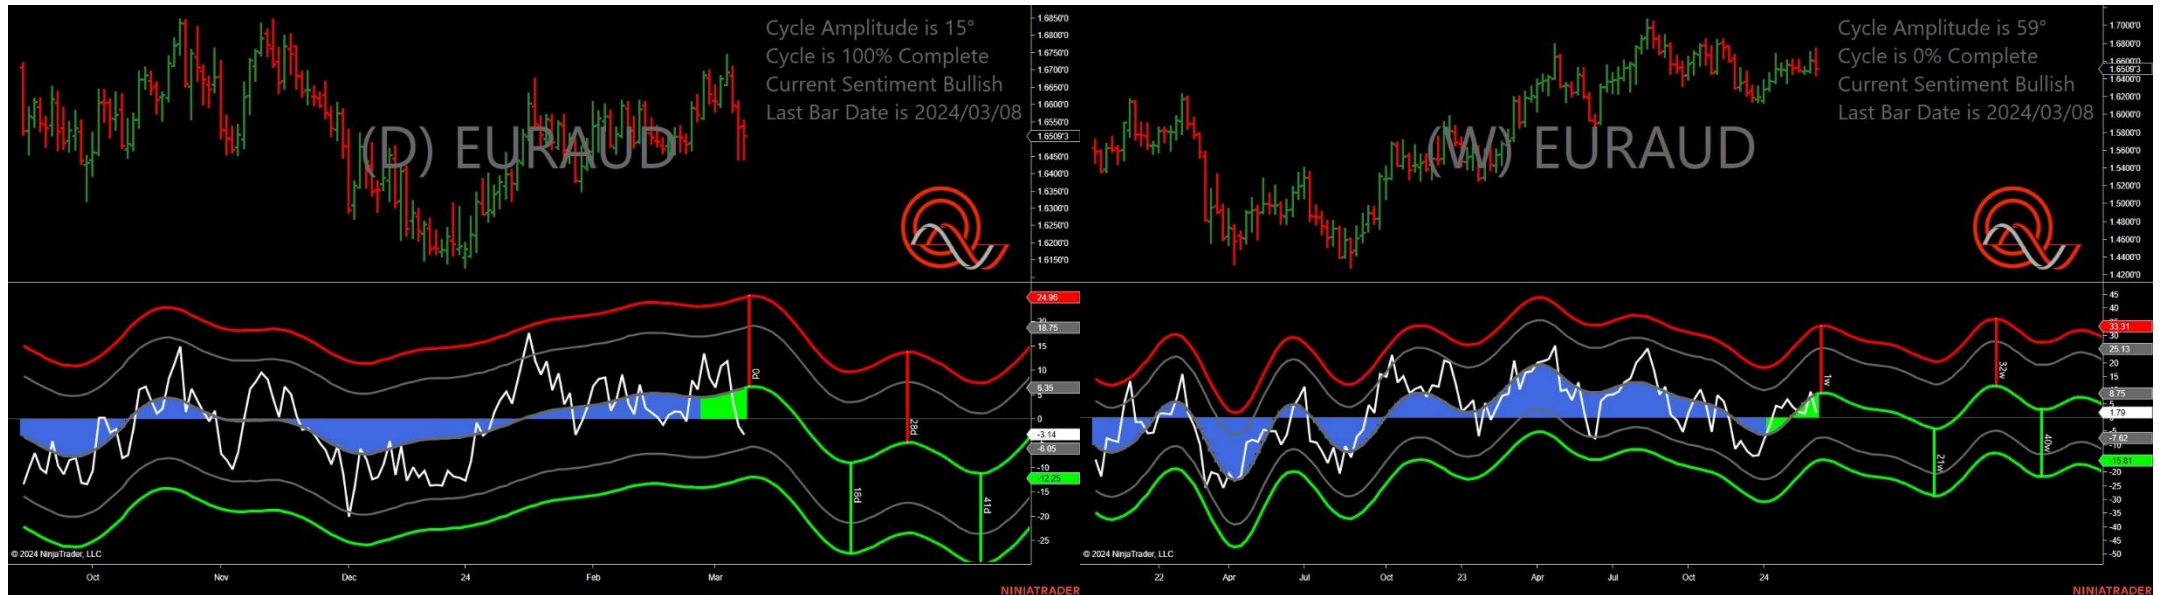 Cycle Amplitude is 15°
Cycle is 100% Complete
Current Sentiment Bullish
Last Bar Date is 2024/03/08
(D) EURAUD
1.6850'0
1.6750'0
1.6700'0
1.6650'0
1.6600'0
1.6550'0
1.6509'3
1.6450'0
1.6400'0
1.6350'0
1.6300'0
1.6250'0
1.6200'0
1.6150'0
24.96
18.75
15
10
6.35
5
0
-3.14
-6.05
-10
-12.25
-15
-20
-25
0d
18d
28d
41d
© 2024 NinjaTrader, LLC
Oct
Nov
Dec
24
Feb
Mar
NINJATRADER
Cycle Amplitude is 59°
Cycle is 0% Complete
Current Sentiment Bullish
Last Bar Date is 2024/03/08
(W) EURAUD
1.7000'0
1.6800'0
1.6600'0
1.6509'3
1.6400'0
1.6200'0
1.6000'0
1.5800'0
1.5600'0
1.5400'0
1.5200'0
1.5000'0
1.4800'0
1.4600'0
1.4400'0
1.4200'0
45
40
33.31
25.13
20
15
8.75
1.79
-7.62
-15.81
-20
-25
-30
-35
-40
-45
-50
1w
21w
32w
40w
© 2024 NinjaTrader, LLC
22
Apr
Jul
Oct
23
Apr
Jul
Oct
24
NINJATRADER